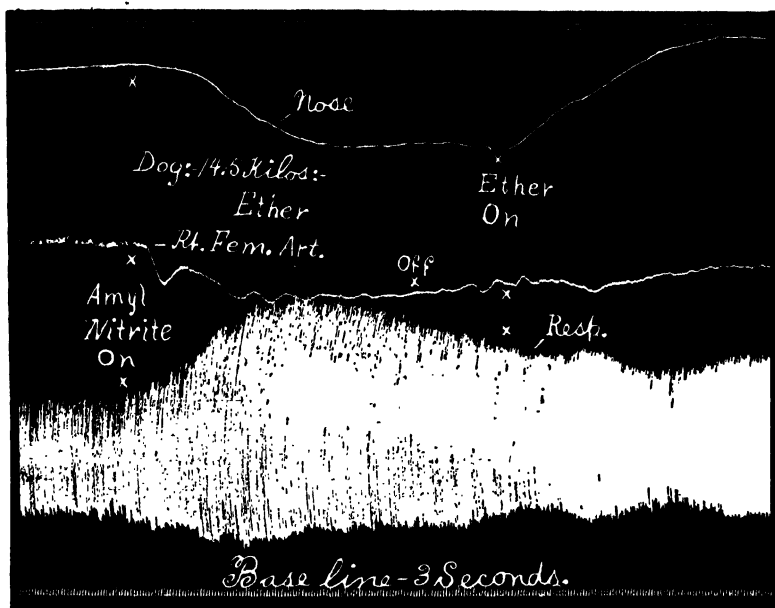 Nose
Dog:-14.5 Kilos:-
Ether
Ether
On
Rt. Fem. Art.
Off
Amyl
Nitrite
On
Resp.
Base line-3 Seconds.